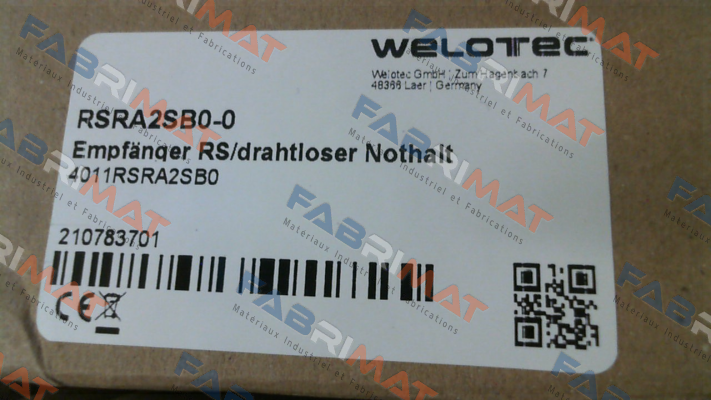 WELOTEC
Welotec GmbH | Zum Hagenbach 7
48366 Laer | Germany
RSRA2SB0-0
Empfänger RS/drahtloser Nothalt
4011RSRA2SB0
210783701
CE
FABRIMAT
Materiaux Industriel et Fabrications